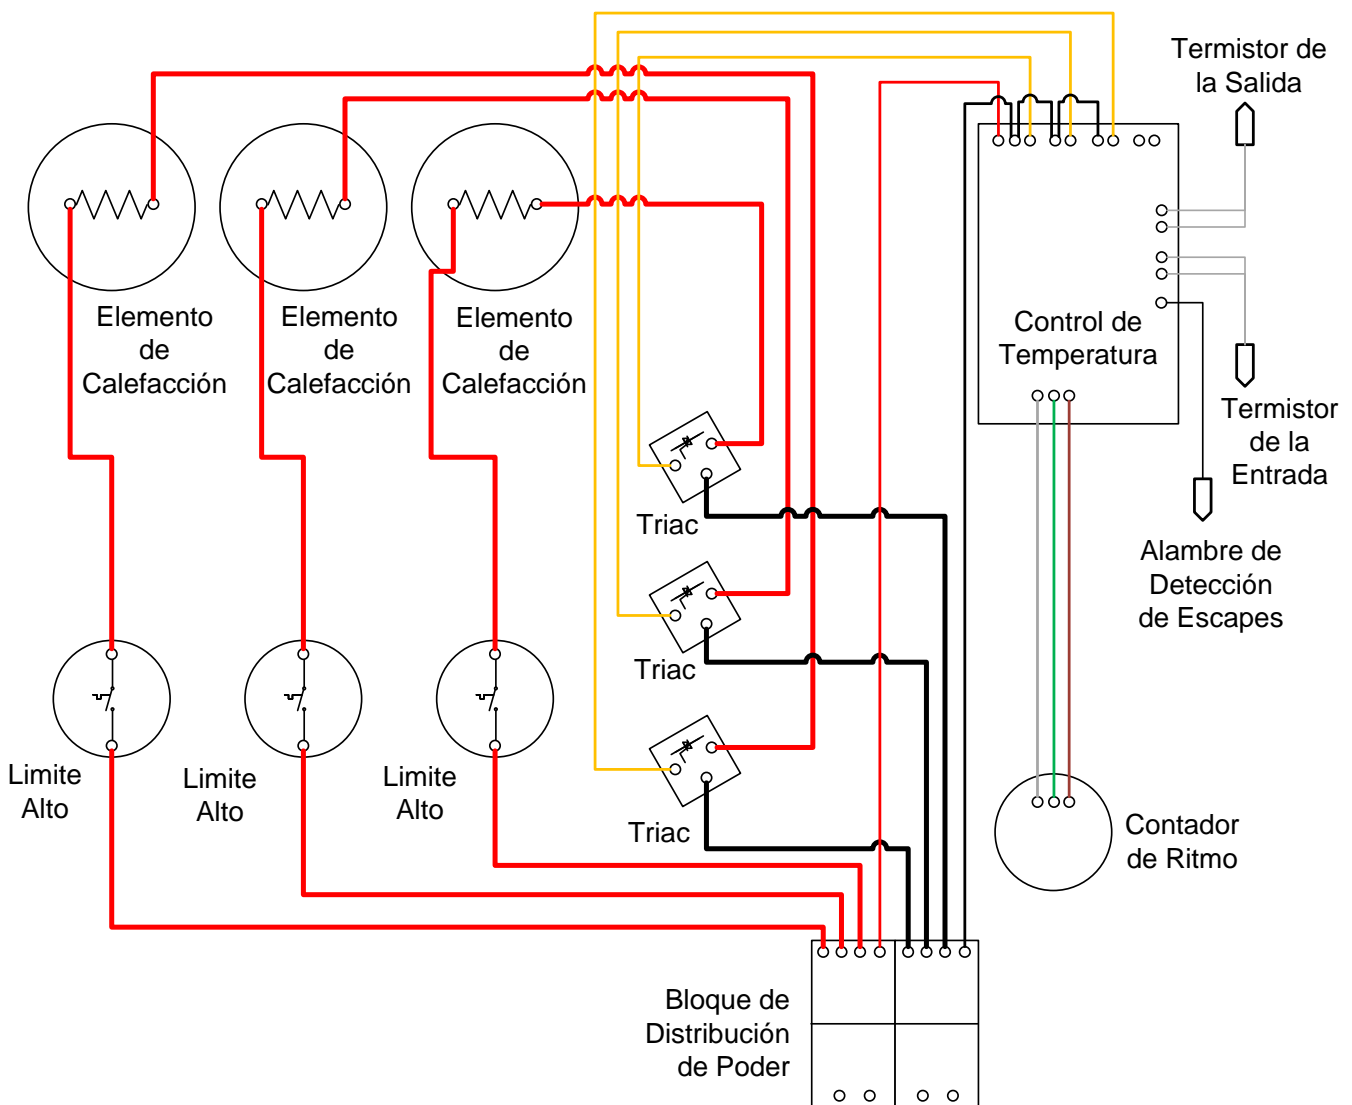 Termistor de
la Salida
Elemento
de
Calefacción
Elemento
de
Calefacción
Elemento
de
Calefacción
Control de
Temperatura
Termistor
de la
Entrada
Triac
Alambre de
Detección
de Escapes
Triac
Limite
Alto
Limite
Alto
Limite
Alto
Triac
Contador
de Ritmo
Bloque de
Distribución
de Poder